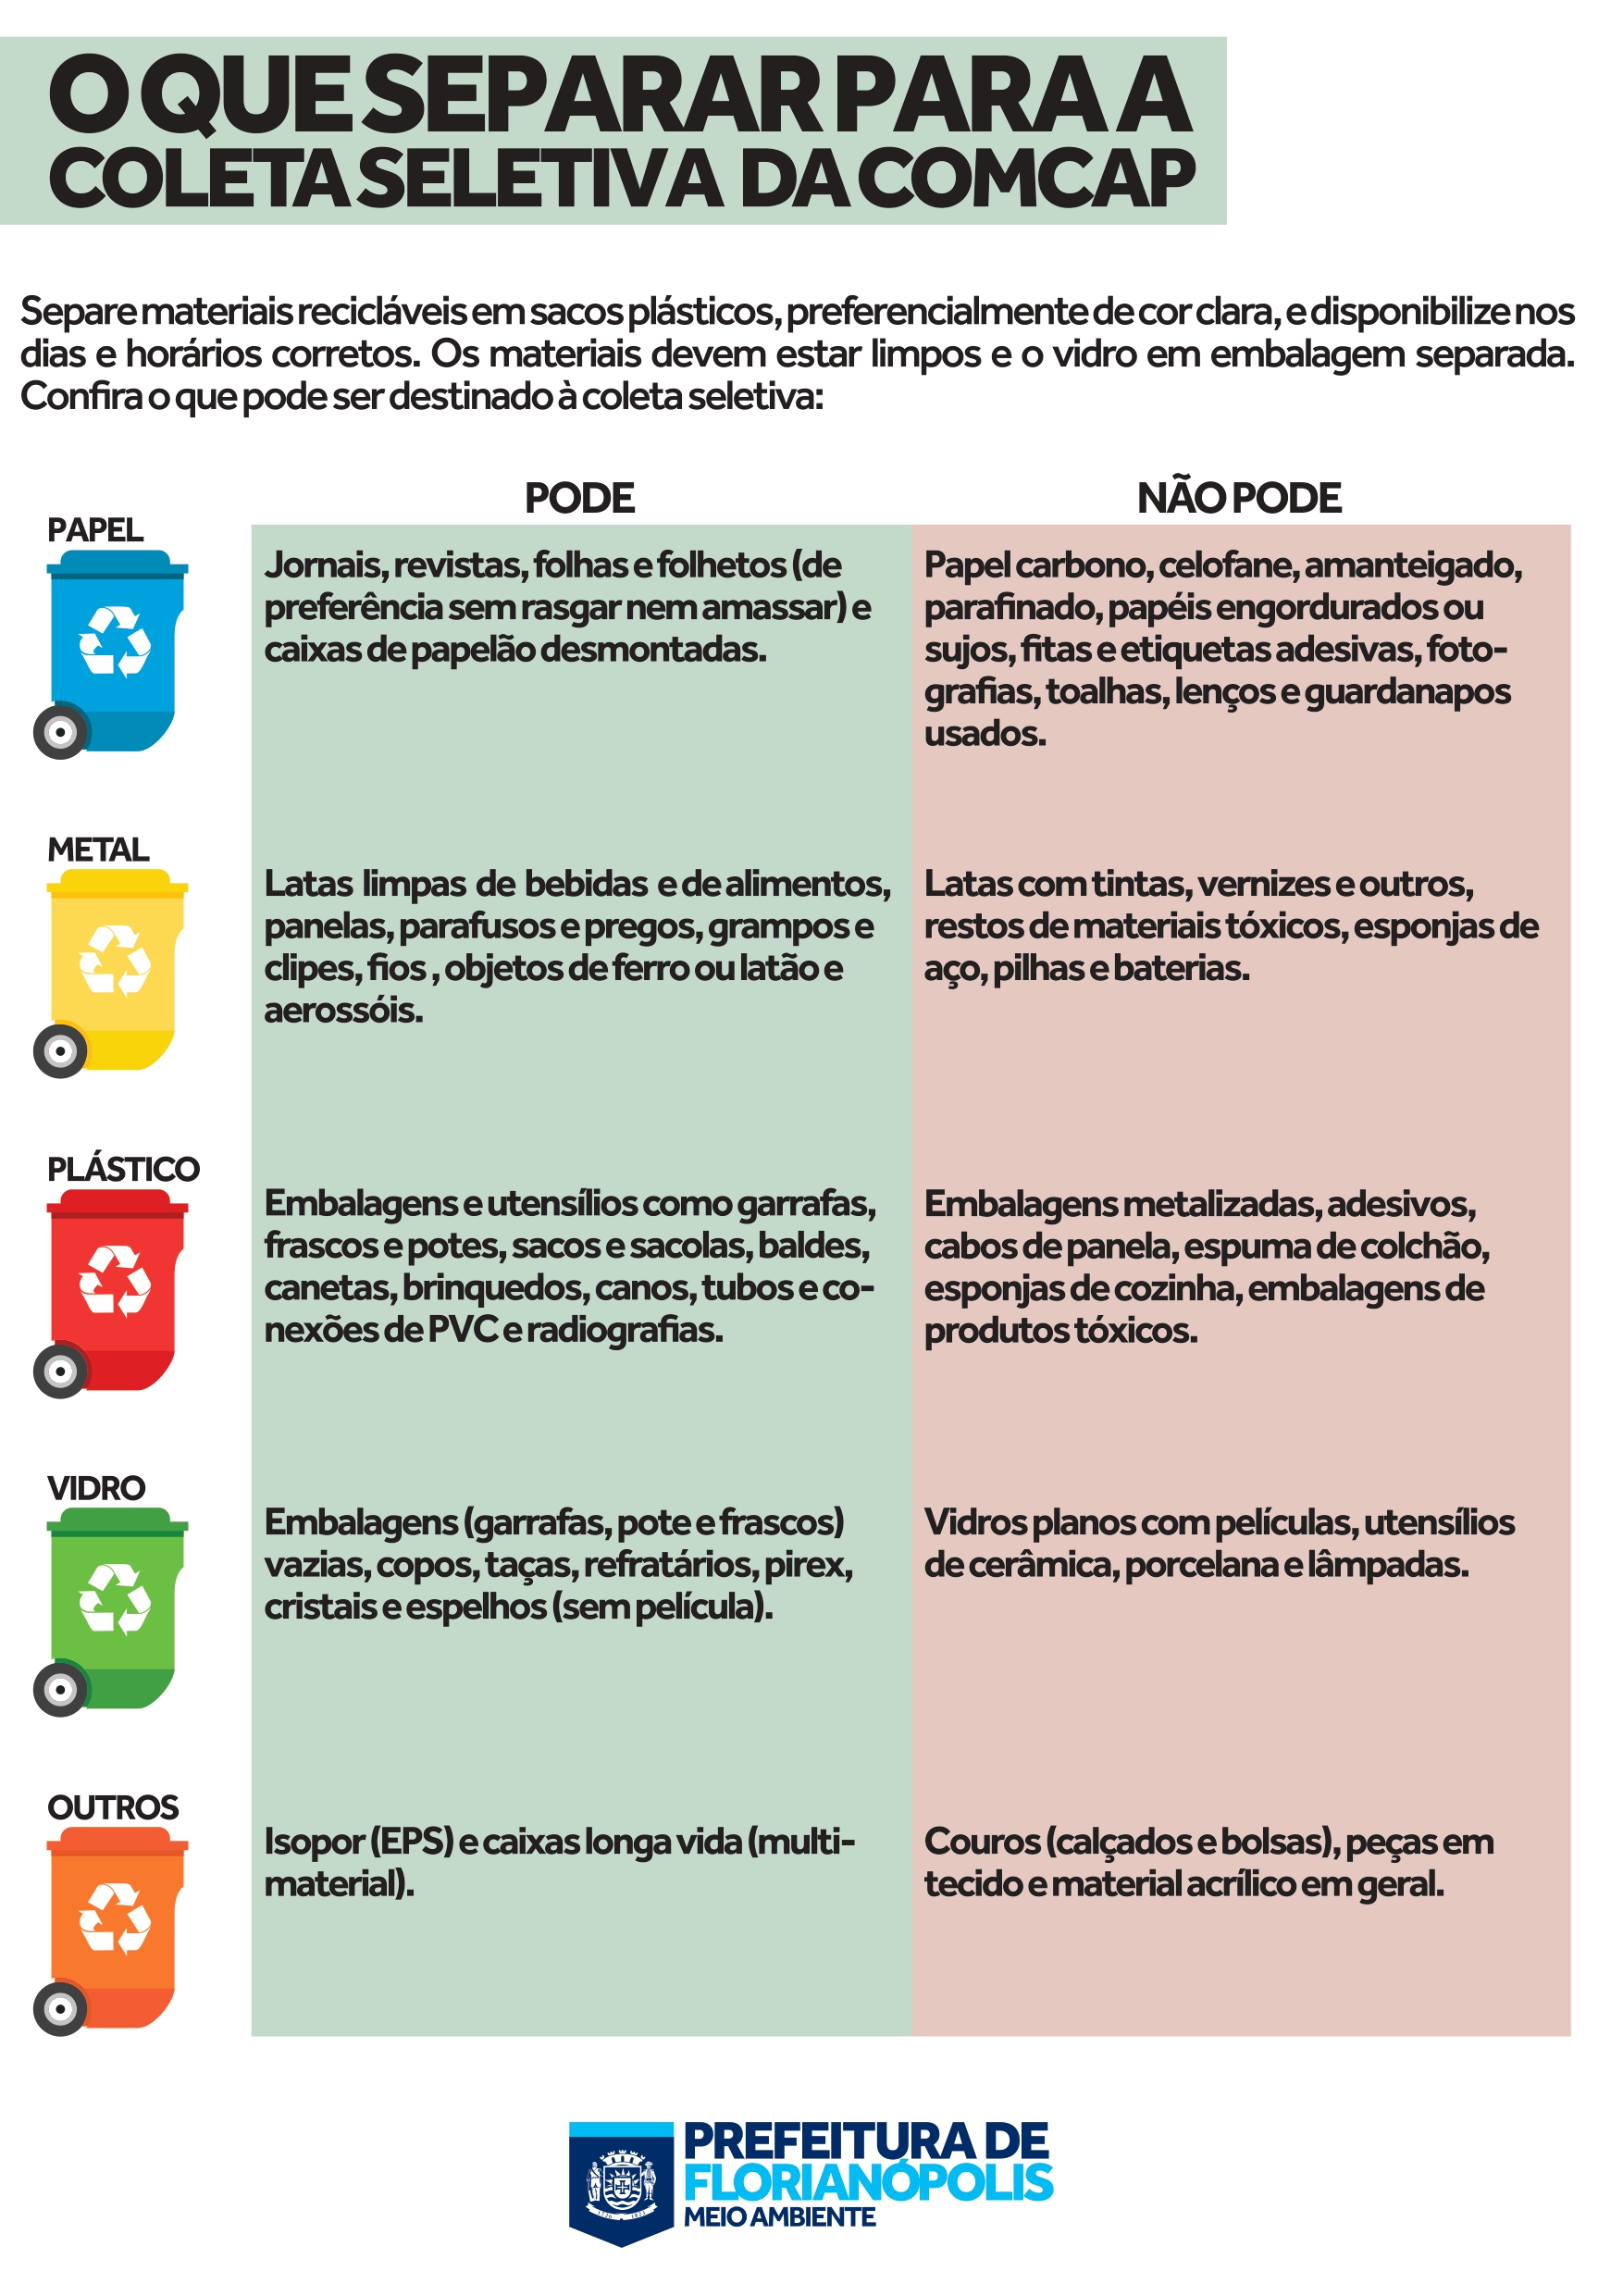 O QUE SEPARAR PARA A
COLETA SELETIVA DA COMCAP
Separe materiais recicláveis em sacos plásticos, preferencialmente de cor clara, e disponibilize nos
dias e horários corretos. Os materiais devem estar limpos e o vidro em embalagem separada.
Confira o que pode ser destinado à coleta seletiva:
PODE
NÃO PODE
PAPEL
Jornais, revistas, folhas e folhetos (de
preferência sem rasgar nem amassar) e
caixas de papelão desmontadas.
Papel carbono, celofane, amanteigado,
parafinado, papéis engordurados ou
sujos, fitas e etiquetas adesivas, foto-
grafias, toalhas, lenços e guardanapos
usados.
METAL
Latas limpas de bebidas e de alimentos,
panelas, parafusos e pregos, grampos e
clipes, fios , objetos de ferro ou latão e
aerossóis.
Latas com tintas, vernizes e outros,
restos de materiais tóxicos, esponjas de
aço, pilhas e baterias.
PLÁSTICO
Embalagens e utensílios como garrafas,
frascos e potes, sacos e sacolas, baldes,
canetas, brinquedos, canos, tubos e co-
nexões de PVC e radiografias.
Embalagens metalizadas, adesivos,
cabos de panela, espuma de colchão,
esponjas de cozinha, embalagens de
produtos tóxicos.
VIDRO
Embalagens (garrafas, pote e frascos)
vazias, copos, taças, refratários, pirex,
cristais e espelhos (sem película).
Vidros planos com películas, utensílios
de cerâmica, porcelana e lâmpadas.
OUTROS
Isopor (EPS) e caixas longa vida (multi-
material).
Couros (calçados e bolsas), peças em
tecido e material acrílico em geral.
PREFEITURA DE
FLORIANÓPOLIS
MEIO AMBIENTE